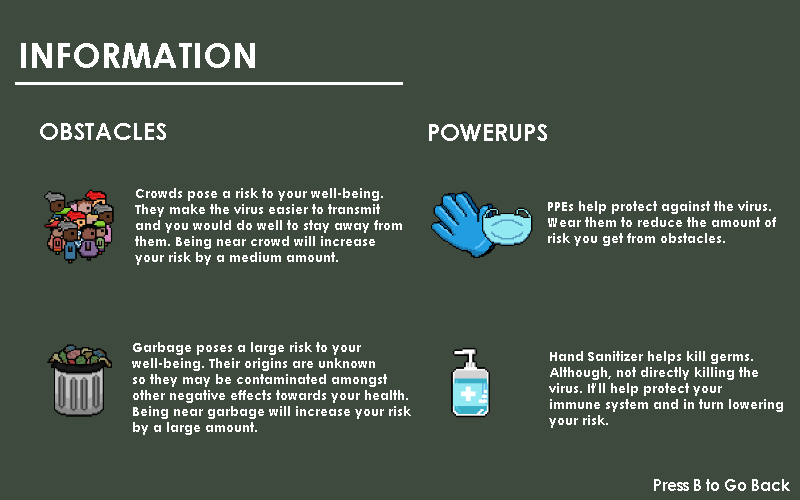 INFORMATION
OBSTACLES
Crowds pose a risk to your well-being.
They make the virus easier to transmit
and you would do well to stay away from
them. Being near crowd will increase
your risk by a medium amount.
Garbage poses a large risk to your
well-being. Their origins are unknown
so they may be contaminated amongst
other negative effects towards your health.
Being near garbage will increase your risk
by a large amount.
POWERUPS
PPEs help protect against the virus.
Wear them to reduce the amount of
risk you get from obstacles.
Hand Sanitizer helps kill germs.
Although, not directly killing the
virus. It'll help protect your
immune system and in turn lowering
your risk.
Press B to Go Back